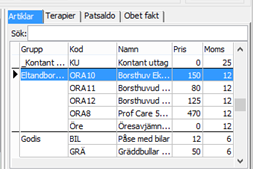 Artiklar Terapier Patsaldo Obet fakt
Sök:
Grupp Kod Namn Pris Moms
_Kontant ... KU Kontant uttag 0 25
Eltandbor... ORA10 Borsthuv Ek... 150 12
ORA11 Borsthuvud ... 80 12
ORA12 Borsthuvud ... 125 12
ORA8 Prof Care 5... 470 12
Öre Öresavjämn... 0 0
Godis BIL Påse med bilar 12 6
GRÄ Gräddbullar ... 50 6